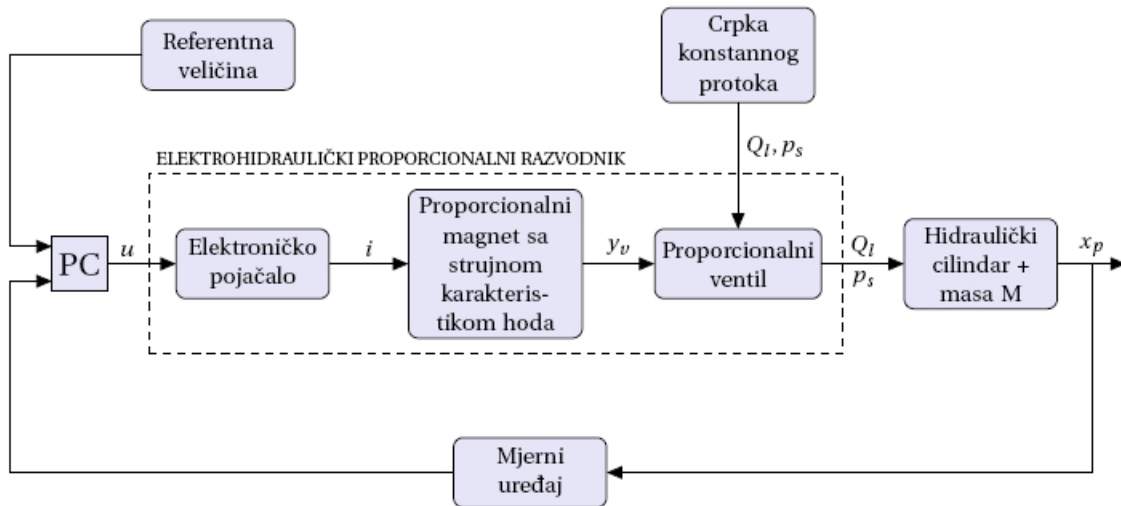 Referentna
veličina
Crpka
konstannog
protoka
Q_l, p_s
ELEKTROHIDRAULIČKI PROPORCIONALNI RAZVODNIK
PC
u
Elektroničko
pojačalo
i
Proporcionalni
magnet sa
strujnom
karakteris-
tikom hoda
y_v
Proporcionalni
ventil
Q_l
p_s
Hidraulički
cilindar +
masa M
x_p
Mjerni
uređaj